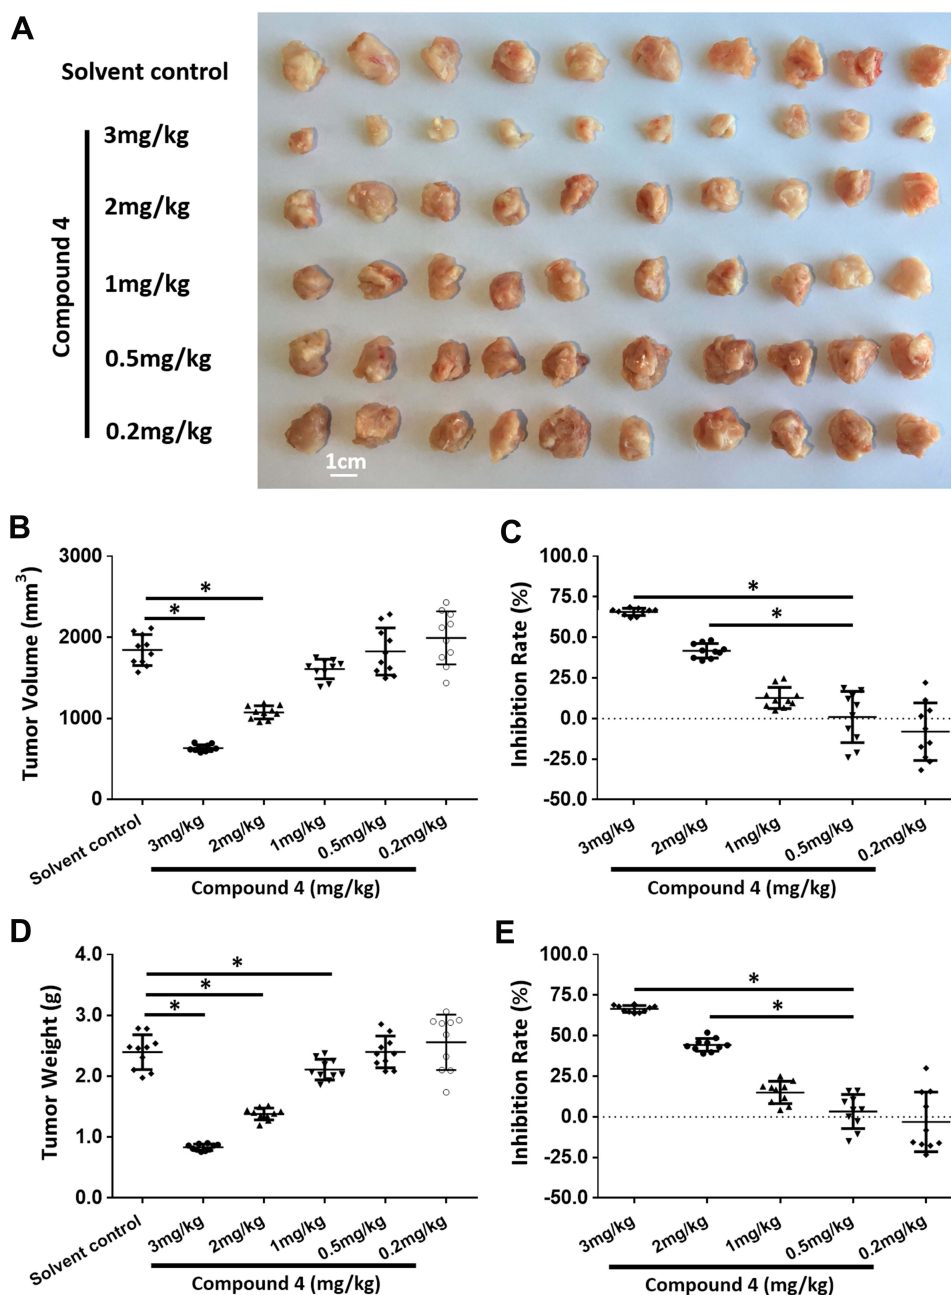 A
Solvent control
3mg/kg
2mg/kg
1mg/kg
0.5mg/kg
0.2mg/kg
Compound 4
1cm
B
Tumor Volume (mm3)
3000
2000
1000
0
*
*
Solvent control
3mg/kg
2mg/kg
1mg/kg
0.5mg/kg
0.2mg/kg
Compound 4 (mg/kg)
C
Inhibition Rate (%)
100.0
75.0
50.0
25.0
0.0
-25.0
-50.0
*
*
3mg/kg
2mg/kg
1mg/kg
0.5mg/kg
0.2mg/kg
Compound 4 (mg/kg)
D
Tumor Weight (g)
4.0
3.0
2.0
1.0
0.0
*
*
*
Solvent control
3mg/kg
2mg/kg
1mg/kg
0.5mg/kg
0.2mg/kg
Compound 4 (mg/kg)
E
Inhibition Rate (%)
100.0
75.0
50.0
25.0
0.0
-25.0
-50.0
*
*
3mg/kg
2mg/kg
1mg/kg
0.5mg/kg
0.2mg/kg
Compound 4 (mg/kg)